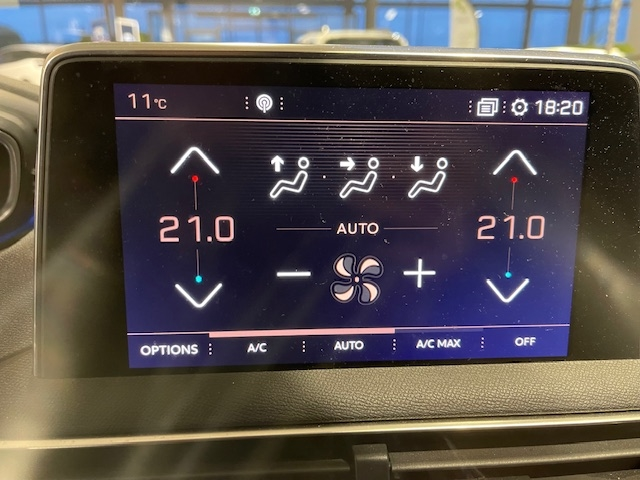 11°C 18:20
21.0 AUTO 21.0
OPTIONS A/C AUTO A/C MAX OFF